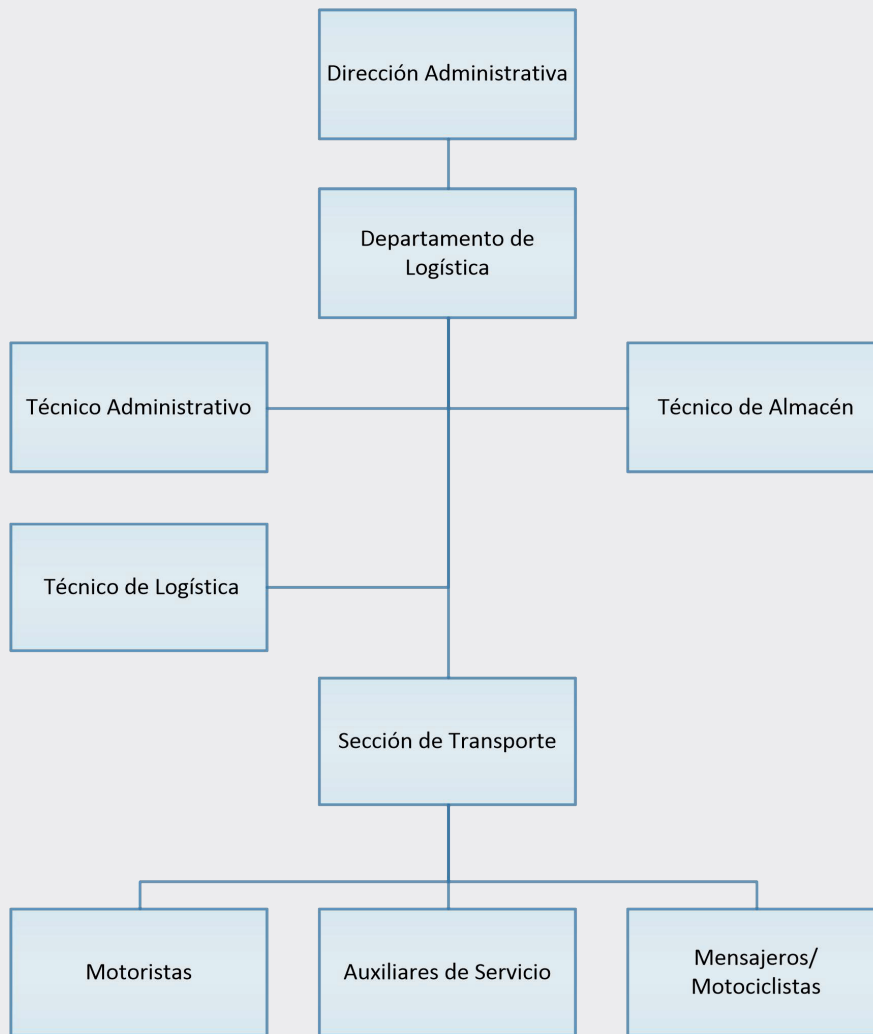 Dirección Administrativa
Departamento de
Logística
Técnico Administrativo
Técnico de Almacén
Técnico de Logística
Sección de Transporte
Motoristas
Auxiliares de Servicio
Mensajeros/
Motociclistas